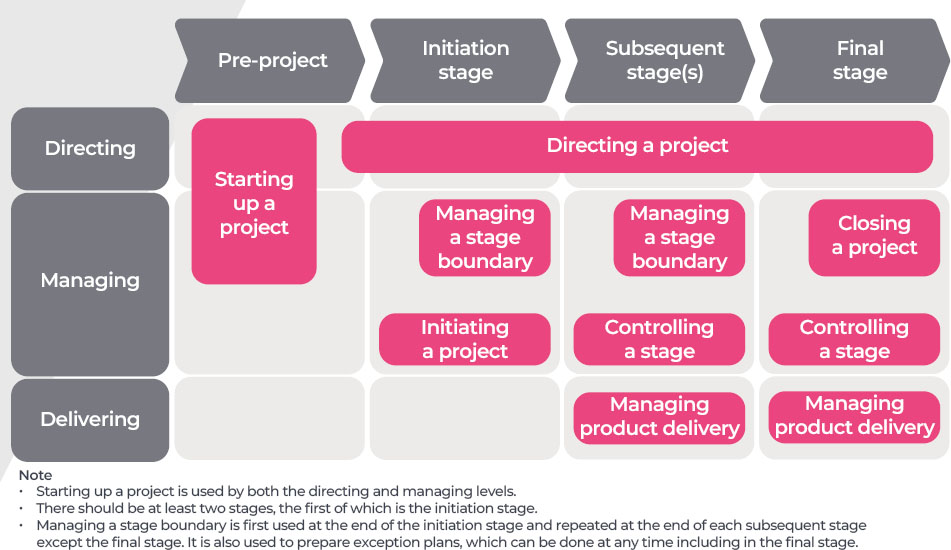 Pre-project
Initiation
stage
Subsequent
stage(s)
Final
stage
Directing
Starting
up a
project
Directing a project
Managing
Managing
a stage
boundary
Managing
a stage
boundary
Closing
a project
Initiating
a project
Controlling
a stage
Controlling
a stage
Delivering
Managing
product delivery
Managing
product delivery
Note
• Starting up a project is used by both the directing and managing levels.
• There should be at least two stages, the first of which is the initiation stage.
• Managing a stage boundary is first used at the end of the initiation stage and repeated at the end of each subsequent stage
except the final stage. It is also used to prepare exception plans, which can be done at any time including in the final stage.